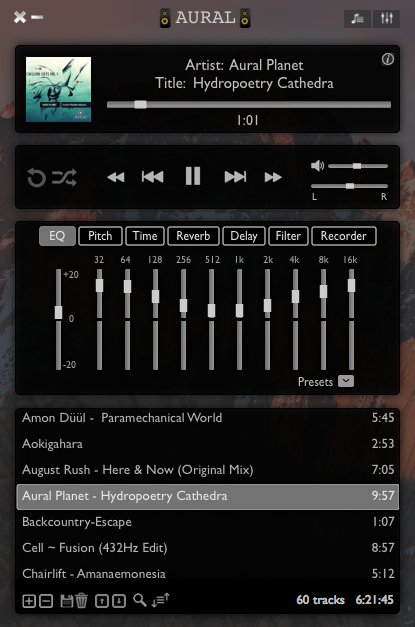 AURAL
Artist: Aural Planet
Title: Hydropoetry Cathedra
1:01
L R
EQ Pitch Time Reverb Delay Filter Recorder
32 64 128 256 512 1k 2k 4k 8k 16k
+20
0
-20
Presets
Amon Düül - Paramechanical World 5:45
Aokigahara 2:53
August Rush - Here & Now (Original Mix) 7:05
Aural Planet - Hydropoetry Cathedra 9:57
Backcountry-Escape 1:07
Cell ~ Fusion (432Hz Edit) 8:57
Chairlift - Amanaemonesia 5:12
60 tracks 6:21:45